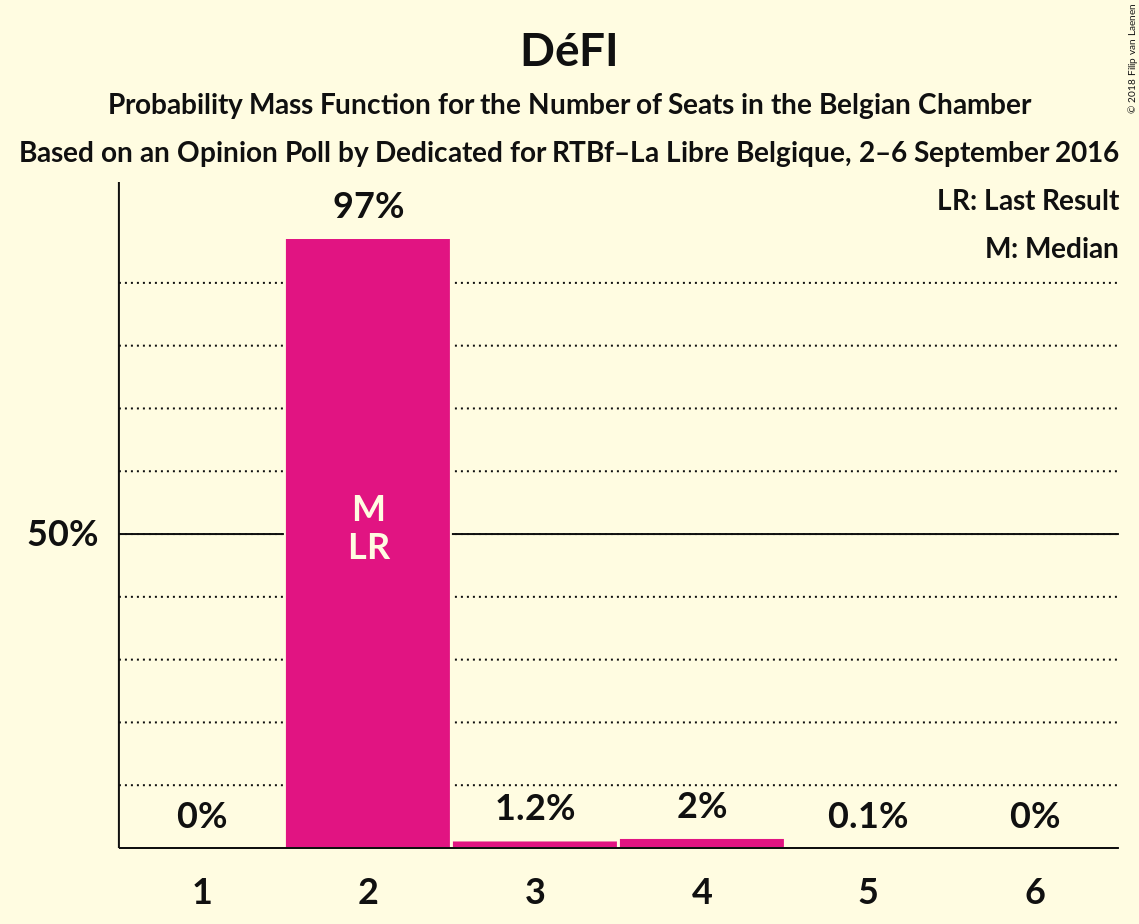 DéFI
Probability Mass Function for the Number of Seats in the Belgian Chamber
Based on an Opinion Poll by Dedicated for RTBf–La Libre Belgique, 2–6 September 2016
© 2018 Filip van Laenen
LR: Last Result
M: Median
97%
50%
M
LR
0%
1.2%
2%
0.1%
0%
1 2 3 4 5 6